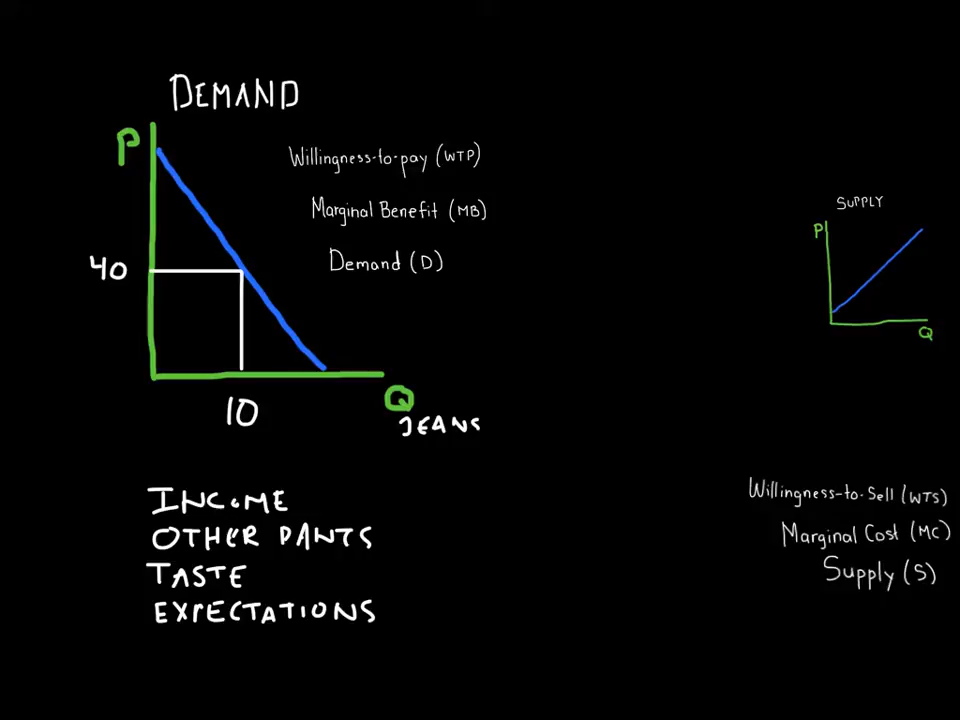 DEMAND
P
Willingness-to-pay (WTP)
Marginal Benefit (MB)
Demand (D)
40
10
Q
JEANS
INCOME
OTHER PANTS
TASTE
EXPECTATIONS
SUPPLY
P
Q
Willingness-to-Sell (WTS)
Marginal Cost (MC)
Supply (S)